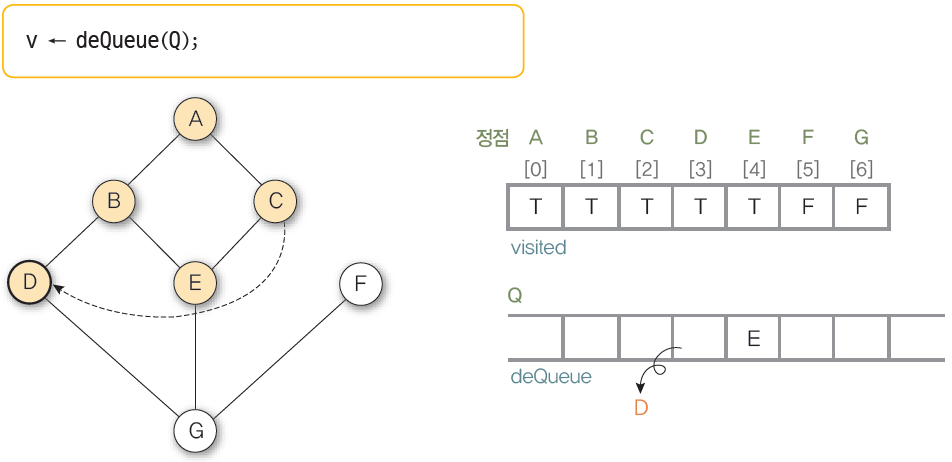 v ← deQueue(Q);
A
B
C
D
E
F
G
정점 A B C D E F G
[0] [1] [2] [3] [4] [5] [6]
T T T T T F F
visited
Q
E
deQueue
D